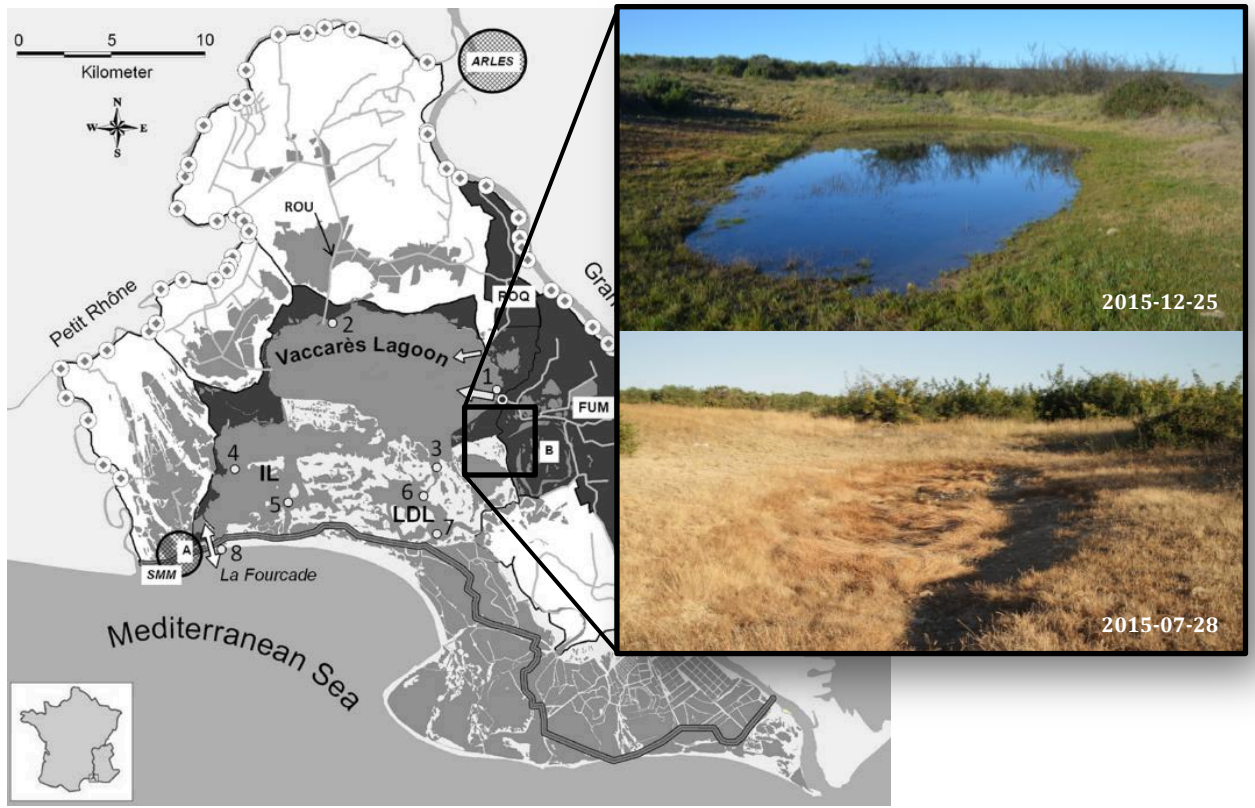 0 5 10
Kilometer
N
W E
S
ARLES
ROU
Petit Rhône
ROQ
Gran
2
Vaccarès Lagoon
1
FUM
B
4
IL
3
5
6
LDL
7
A
8
SMM
La Fourcade
Mediterranean Sea
2015-12-25
2015-07-28